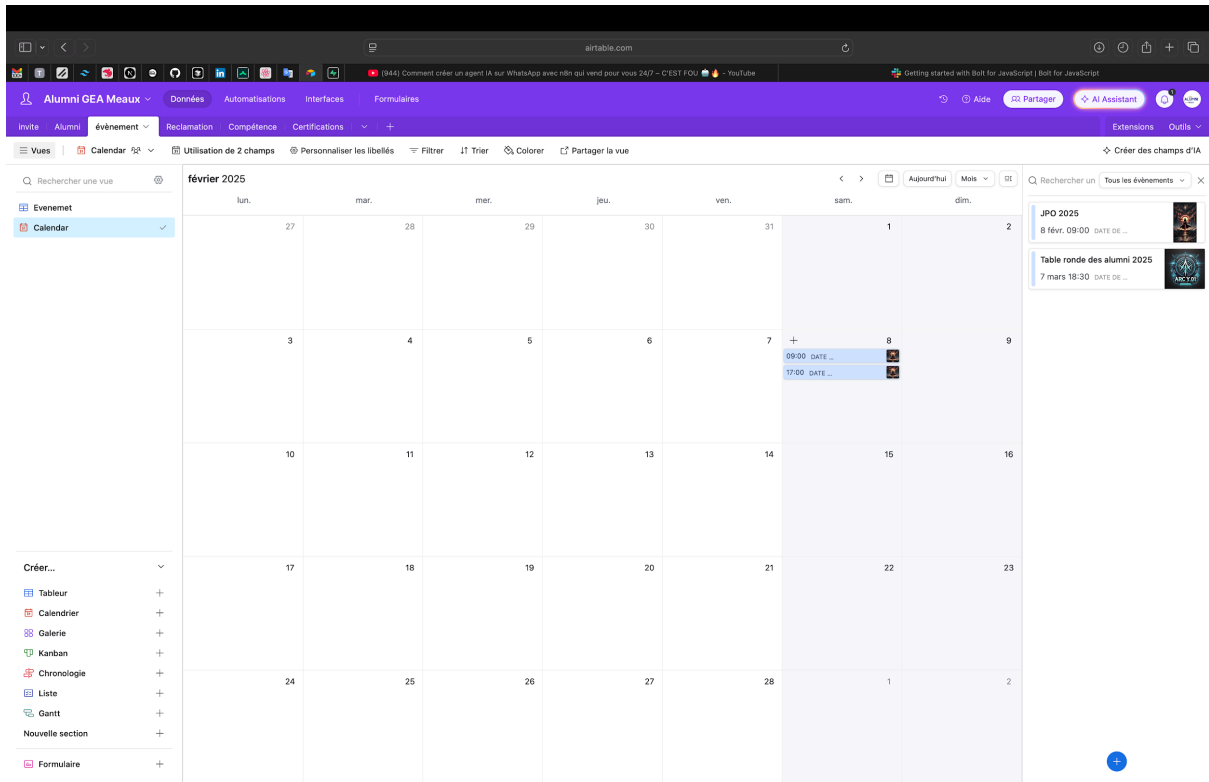 airtable.com
(944) Comment créer un agent IA sur WhatsApp avec n8n qui vend pour vous 24/7 – C'EST FOU 🤖🔥 - YouTube
Getting started with Bolt for JavaScript | Bolt for JavaScript
Alumni GEA Meaux
Données
Automatisations
Interfaces
Formulaires
Aide
Partager
AI Assistant
invite
Alumni
évènement
Reclamation
Compétence
Certifications
Extensions
Outils
Vues
Calendar
Utilisation de 2 champs
Personnaliser les libellés
Filtrer
Trier
Colorer
Partager la vue
Créer des champs d'IA
Rechercher une vue
Evenemet
Calendar
février 2025
Aujourd'hui
Mois
lun. mar. mer. jeu. ven. sam. dim.
27 28 29 30 31 1 2
3 4 5 6 7 8 9
09:00 DATE ...
17:00 DATE ...
10 11 12 13 14 15 16
17 18 19 20 21 22 23
24 25 26 27 28 1 2
Rechercher un
Tous les évènements
JPO 2025
8 févr. 09:00 DATE DE ...
Table ronde des alumni 2025
7 mars 18:30 DATE DE ...
ARC Y.01
Créer...
Tableur
Calendrier
Galerie
Kanban
Chronologie
Liste
Gantt
Nouvelle section
Formulaire